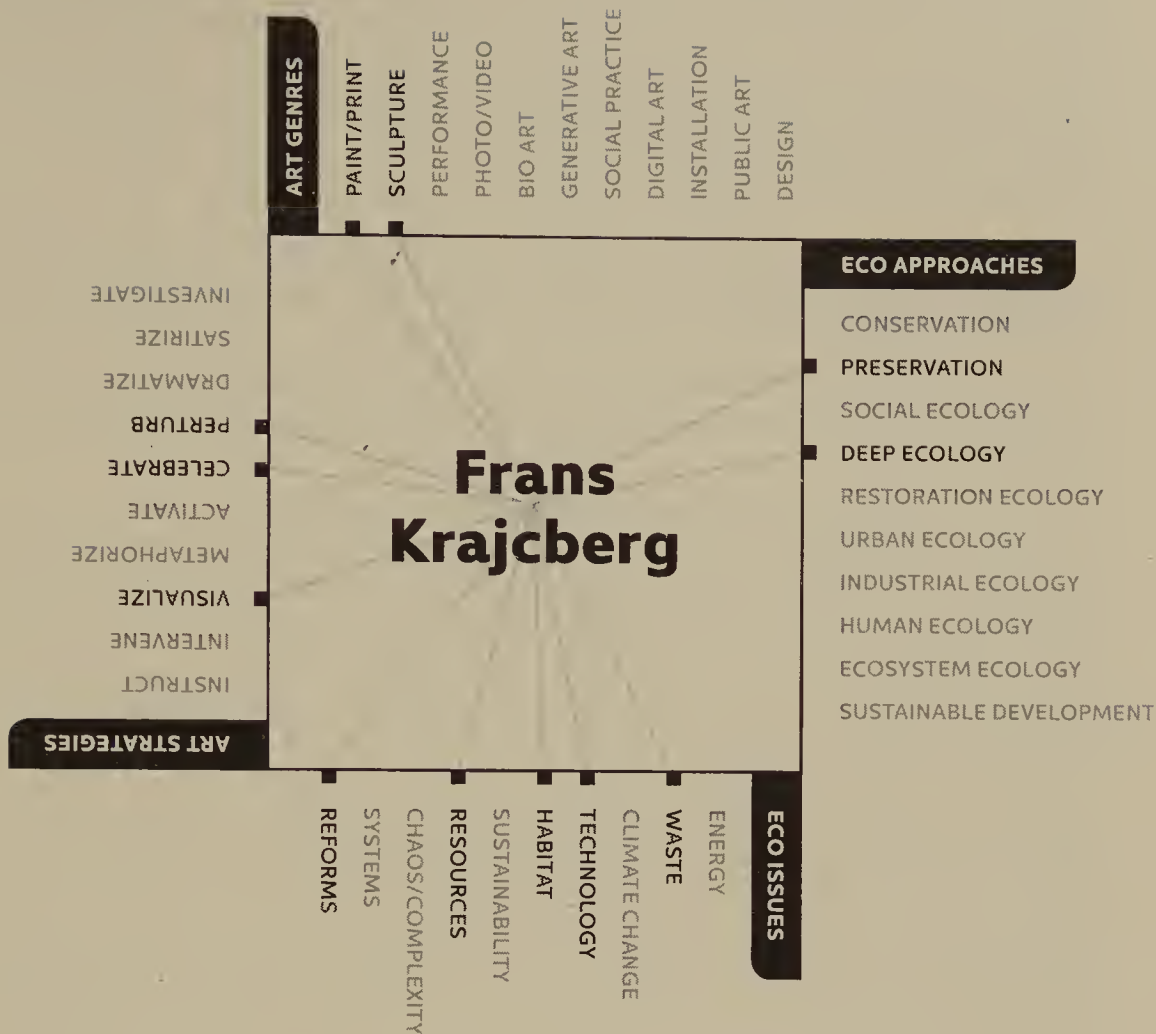 ART GENRES
PAINT/PRINT
SCULPTURE
PERFORMANCE
PHOTO/VIDEO
BIO ART
GENERATIVE ART
SOCIAL PRACTICE
DIGITAL ART
INSTALLATION
PUBLIC ART
DESIGN
ECO APPROACHES
CONSERVATION
PRESERVATION
SOCIAL ECOLOGY
DEEP ECOLOGY
RESTORATION ECOLOGY
URBAN ECOLOGY
INDUSTRIAL ECOLOGY
HUMAN ECOLOGY
ECOSYSTEM ECOLOGY
SUSTAINABLE DEVELOPMENT
Frans
Krajcberg
ECO ISSUES
ENERGY
WASTE
CLIMATE CHANGE
TECHNOLOGY
HABITAT
SUSTAINABILITY
RESOURCES
CHAOS/COMPLEXITY
SYSTEMS
REFORMS
ART STRATEGIES
INSTRUCT
INTERVENE
VISUALIZE
METAPHORIZE
ACTIVATE
CELEBRATE
PERTURB
DRAMATIZE
SATIRIZE
INVESTIGATE